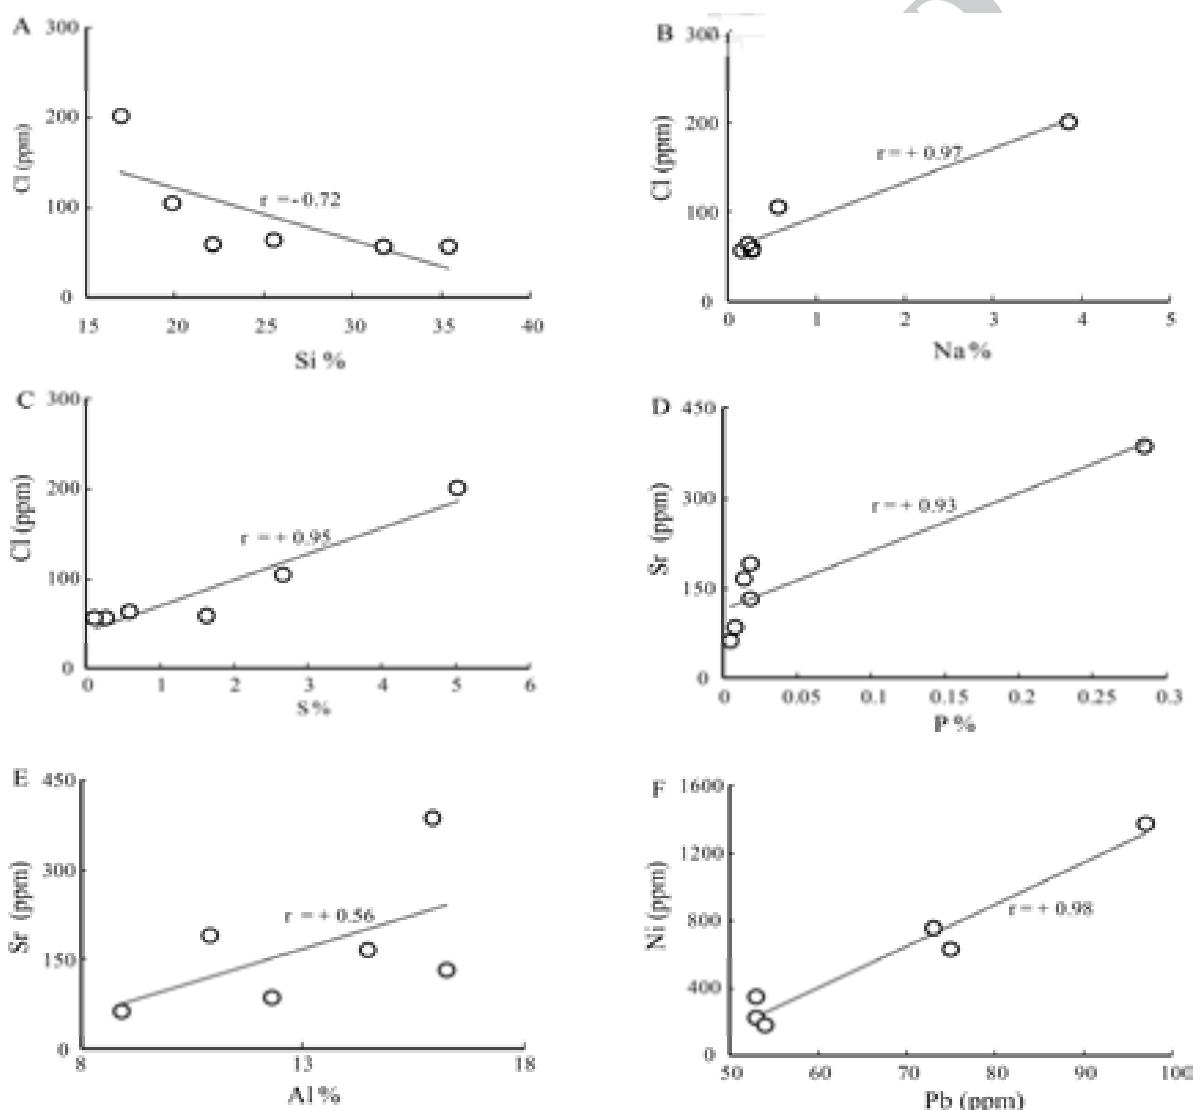 A
300
200
100
0
Cl (ppm)
r = - 0.72
15 20 25 30 35 40
Si %
B
300
200
100
0
Cl (ppm)
r = + 0.97
0 1 2 3 4 5
Na %
C
300
200
100
0
Cl (ppm)
r = + 0.95
0 1 2 3 4 5 6
S %
D
450
300
150
0
Sr (ppm)
r = + 0.93
0 0.05 0.1 0.15 0.2 0.25 0.3
P %
E
450
300
150
0
Sr (ppm)
r = + 0.56
8 13 18
Al %
F
1600
1200
800
400
0
Ni (ppm)
r = + 0.98
50 60 70 80 90 100
Pb (ppm)